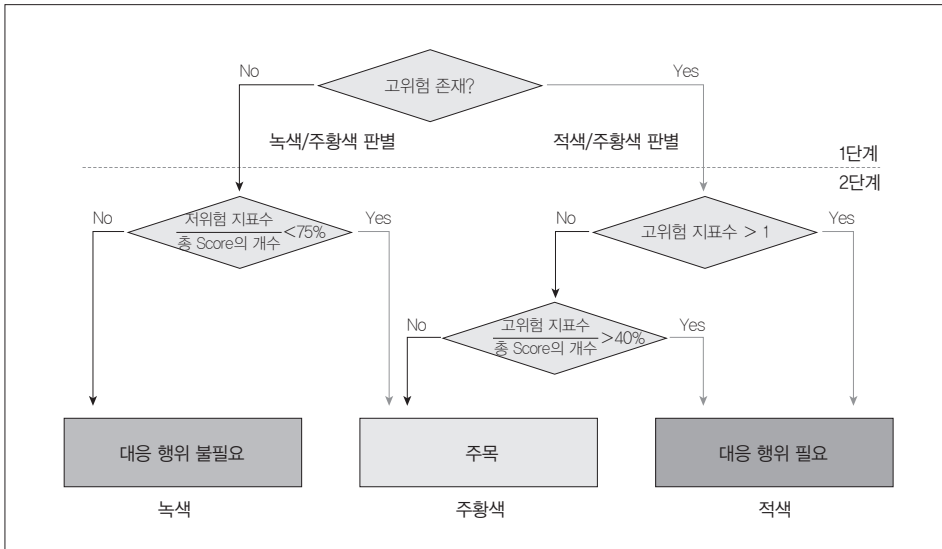 No
고위험 존재?
Yes
녹색/주황색 판별
적색/주황색 판별
1단계
2단계
No
저위험 지표수
총 Score의 개수
<75%
Yes
No
고위험 지표수 > 1
Yes
No
고위험 지표수
총 Score의 개수
>40%
Yes
대응 행위 불필요
주목
대응 행위 필요
녹색
주황색
적색